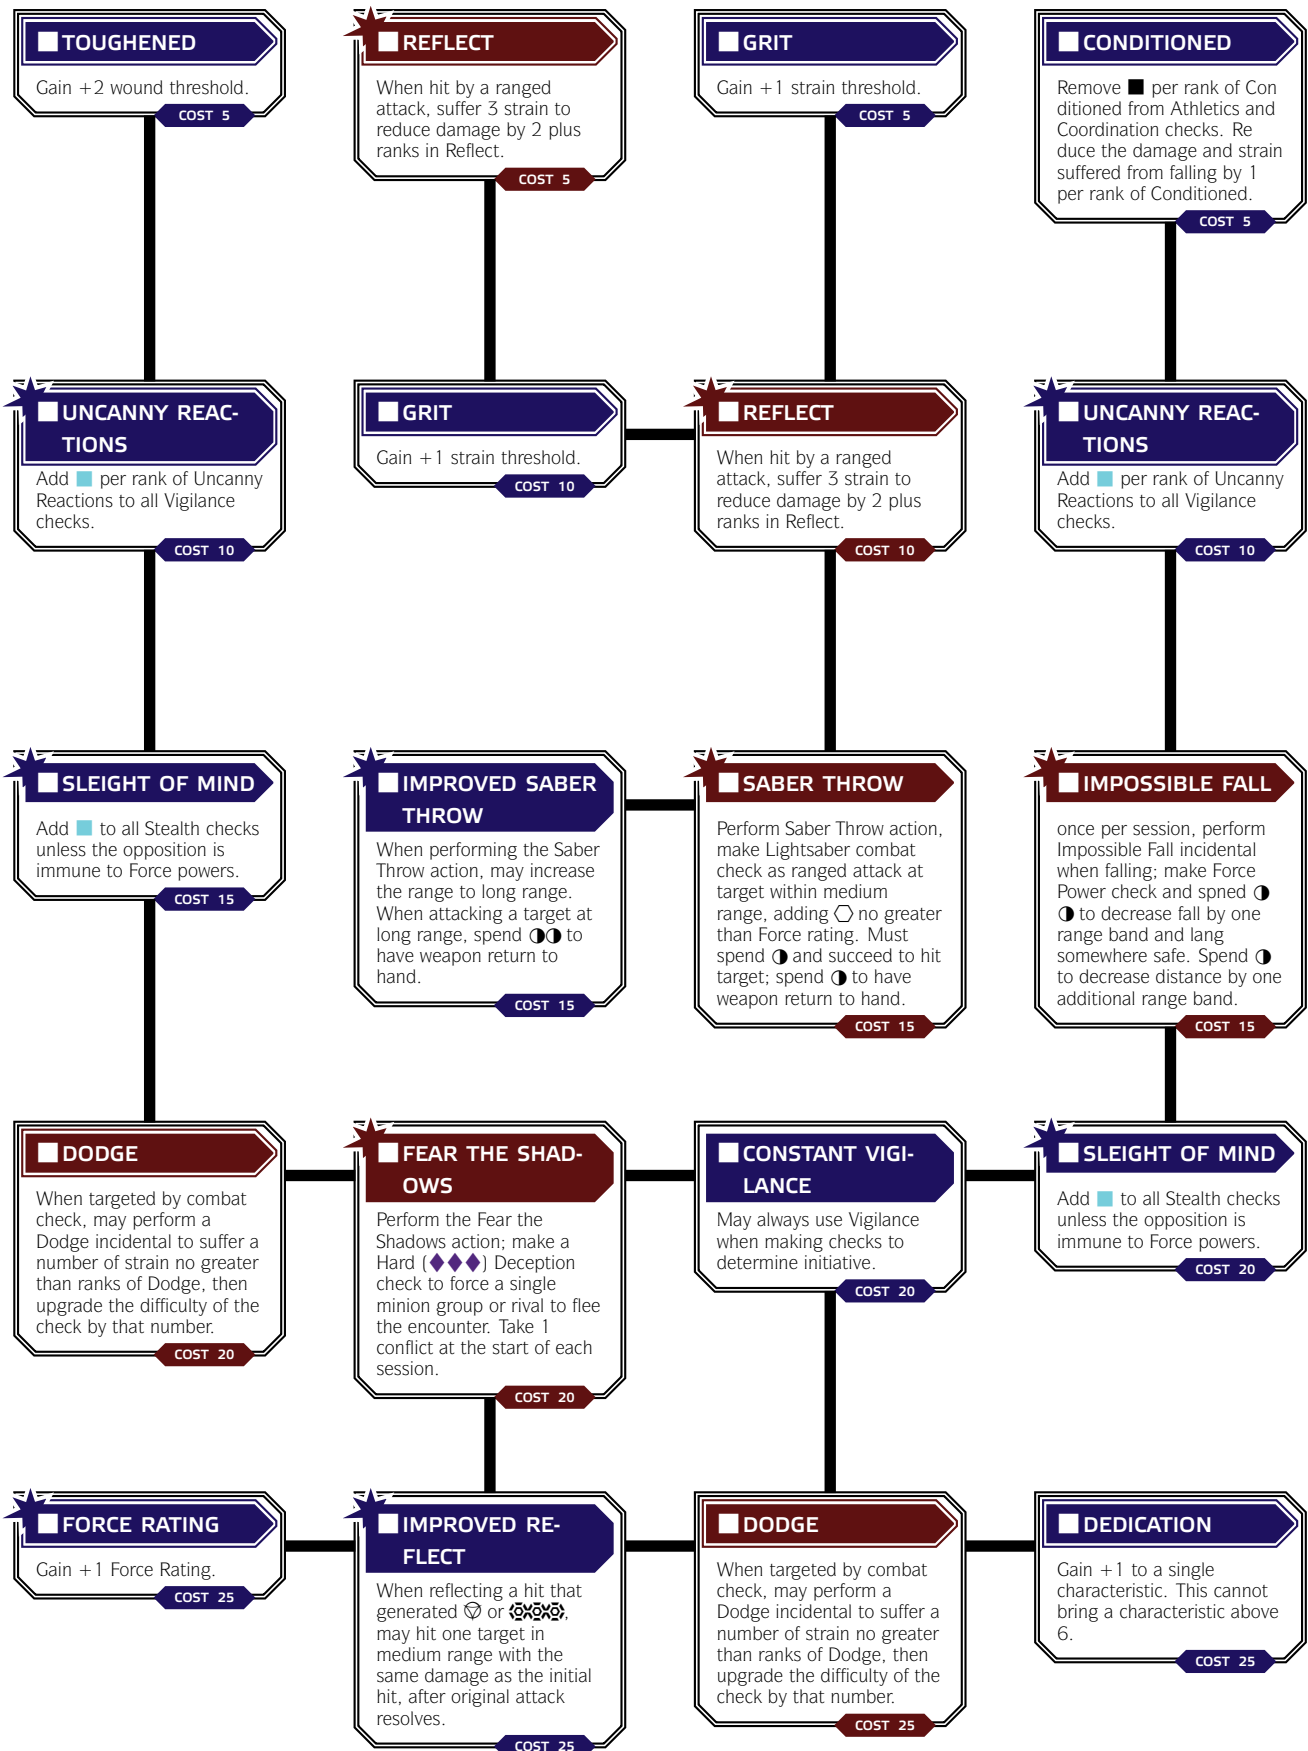 TOUGHENED
Gain +2 wound threshold.
COST 5
REFLECT
When hit by a ranged
attack, suffer 3 strain to
reduce damage by 2 plus
ranks in Reflect.
COST 5
GRIT
Gain +1 strain threshold.
COST 5
CONDITIONED
Remove ■ per rank of Con
ditioned from Athletics and
Coordination checks. Re
duce the damage and strain
suffered from falling by 1
per rank of Conditioned.
COST 5
UNCANNY REAC-
TIONS
Add ■ per rank of Uncanny
Reactions to all Vigilance
checks.
COST 10
GRIT
Gain +1 strain threshold.
COST 10
REFLECT
When hit by a ranged
attack, suffer 3 strain to
reduce damage by 2 plus
ranks in Reflect.
COST 10
UNCANNY REAC-
TIONS
Add ■ per rank of Uncanny
Reactions to all Vigilance
checks.
COST 10
SLEIGHT OF MIND
Add ■ to all Stealth checks
unless the opposition is
immune to Force powers.
COST 15
IMPROVED SABER
THROW
When performing the Saber
Throw action, may increase
the range to long range.
When attacking a target at
long range, spend ◑◑ to
have weapon return to
hand.
COST 15
SABER THROW
Perform Saber Throw action,
make Lightsaber combat
check as ranged attack at
target within medium
range, adding ⬡ no greater
than Force rating. Must
spend ◑ and succeed to hit
target; spend ◑ to have
weapon return to hand.
COST 15
IMPOSSIBLE FALL
once per session, perform
Impossible Fall incidental
when falling; make Force
Power check and spned ◑
◑ to decrease fall by one
range band and lang
somewhere safe. Spend ◑
to decrease distance by one
additional range band.
COST 15
DODGE
When targeted by combat
check, may perform a
Dodge incidental to suffer a
number of strain no greater
than ranks of Dodge, then
upgrade the difficulty of the
check by that number.
COST 20
FEAR THE SHAD-
OWS
Perform the Fear the
Shadows action; make a
Hard (◆◆◆) Deception
check to force a single
minion group or rival to flee
the encounter. Take 1
conflict at the start of each
session.
COST 20
CONSTANT VIGI-
LANCE
May always use Vigilance
when making checks to
determine initiative.
COST 20
SLEIGHT OF MIND
Add ■ to all Stealth checks
unless the opposition is
immune to Force powers.
COST 20
FORCE RATING
Gain +1 Force Rating.
COST 25
IMPROVED RE-
FLECT
When reflecting a hit that
generated or ,
may hit one target in
medium range with the
same damage as the initial
hit, after original attack
resolves.
COST 25
DODGE
When targeted by combat
check, may perform a
Dodge incidental to suffer a
number of strain no greater
than ranks of Dodge, then
upgrade the difficulty of the
check by that number.
COST 25
DEDICATION
Gain +1 to a single
characteristic. This cannot
bring a characteristic above
6.
COST 25